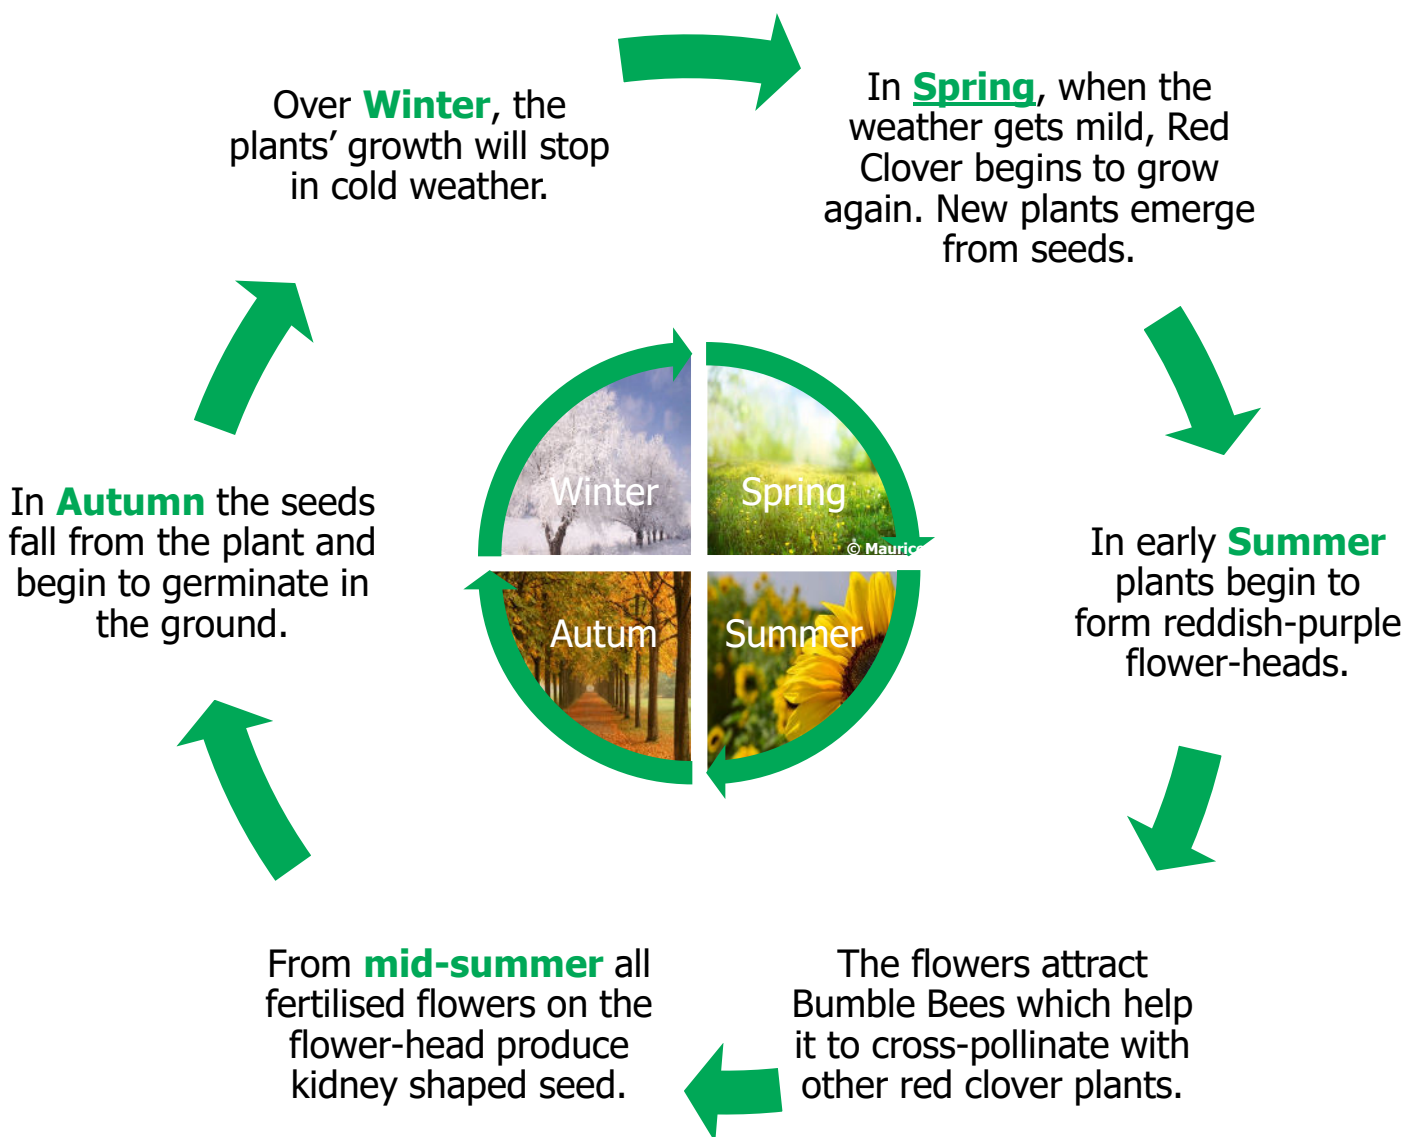 Over Winter, the
plants’ growth will stop
in cold weather.
In Spring, when the
weather gets mild, Red
Clover begins to grow
again. New plants emerge
from seeds.
In early Summer
plants begin to
form reddish-purple
flower-heads.
The flowers attract
Bumble Bees which help
it to cross-pollinate with
other red clover plants.
From mid-summer all
fertilised flowers on the
flower-head produce
kidney shaped seed.
In Autumn the seeds
fall from the plant and
begin to germinate in
the ground.
Winter
Spring
© Maurice
Autum
Summer